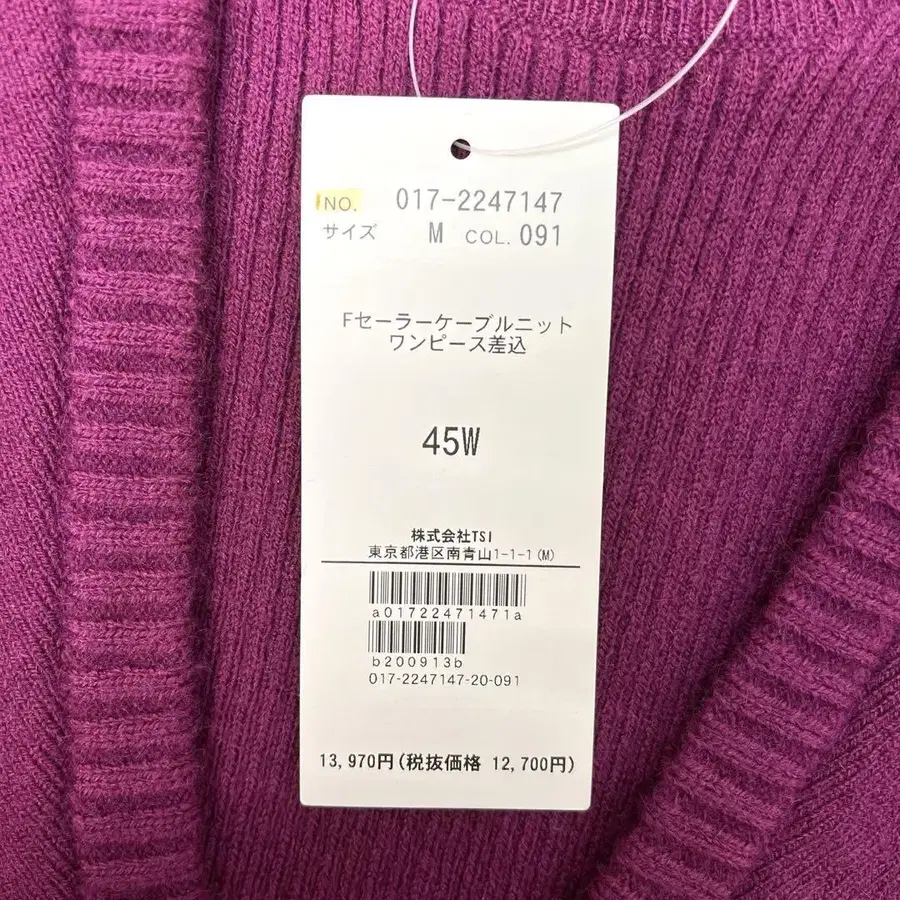 NO. 017-2247147
サイズ M COL. 091
Fセーラーケーブルニット
ワンピース差込
45W
株式会社TSI
東京都港区南青山1-1-1(M)
a01722471471a
b200913b
017-2247147-20-091
13,970円(税抜価格 12,700円)